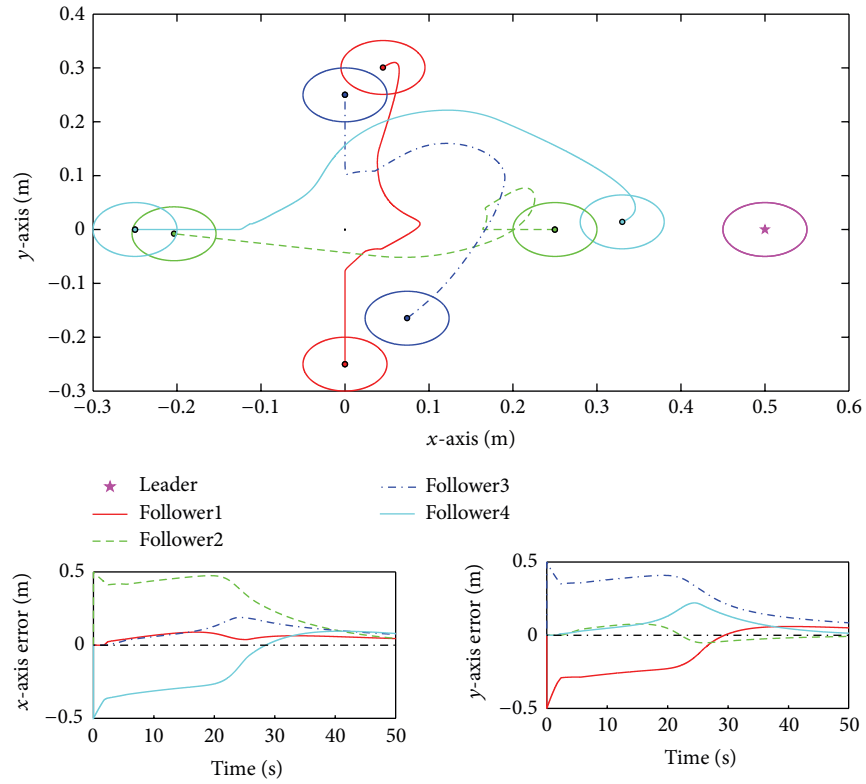 0.4
0.3
0.2
0.1
0
−0.1
−0.2
−0.3
y-axis (m)
−0.3 −0.2 −0.1 0 0.1 0.2 0.3 0.4 0.5 0.6
x-axis (m)
Leader
Follower1
Follower2
Follower3
Follower4
0.5
0
−0.5
x-axis error (m)
0 10 20 30 40 50
Time (s)
0.5
0
−0.5
y-axis error (m)
0 10 20 30 40 50
Time (s)